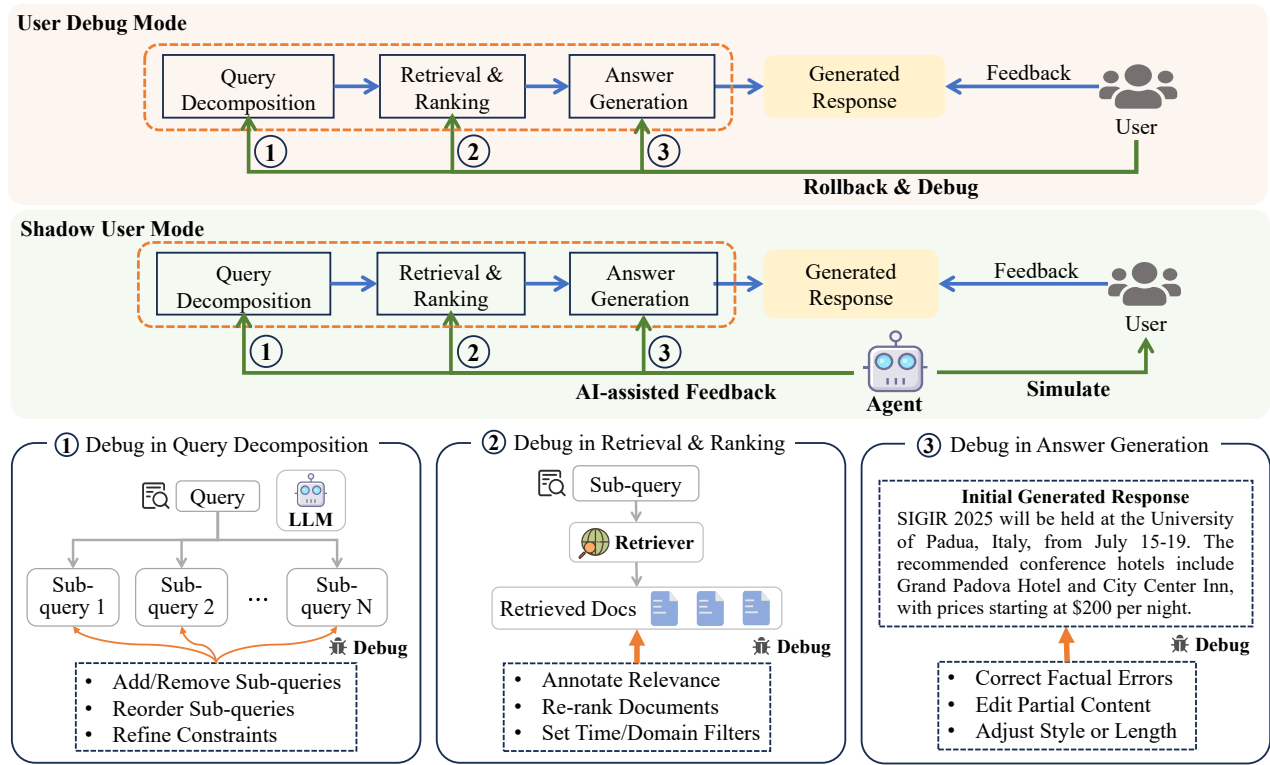 User Debug Mode
Query
Decomposition
Retrieval &
Ranking
Answer
Generation
Generated
Response
Feedback
User
1
2
3
Rollback & Debug
Shadow User Mode
Query
Decomposition
Retrieval &
Ranking
Answer
Generation
Generated
Response
Feedback
User
1
2
3
AI-assisted Feedback
Agent
Simulate
1 Debug in Query Decomposition
Query
LLM
Sub-
query 1
Sub-
query 2
...
Sub-
query N
Debug
• Add/Remove Sub-queries
• Reorder Sub-queries
• Refine Constraints
2 Debug in Retrieval & Ranking
Sub-query
Retriever
Retrieved Docs
Debug
• Annotate Relevance
• Re-rank Documents
• Set Time/Domain Filters
3 Debug in Answer Generation
Initial Generated Response
SIGIR 2025 will be held at the University
of Padua, Italy, from July 15-19. The
recommended conference hotels include
Grand Padova Hotel and City Center Inn,
with prices starting at $200 per night.
Debug
• Correct Factual Errors
• Edit Partial Content
• Adjust Style or Length